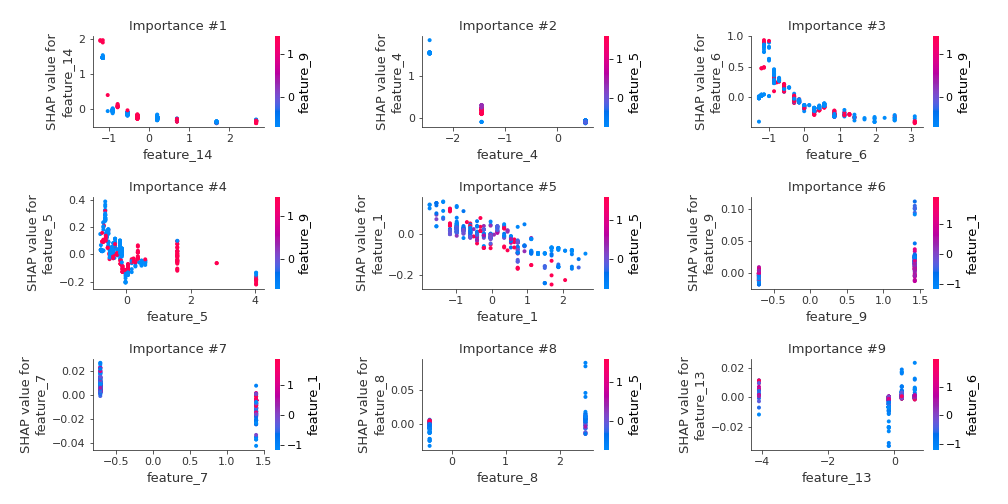 Importance #1
SHAP value for
feature_14
2
1
0
−1
0
1
2
feature_14
1
0
feature_9
Importance #2
SHAP value for
feature_4
1
0
−2
−1
0
feature_4
1 5
0
feature_5
Importance #3
SHAP value for
feature_6
1.0
0.5
0.0
−1
0
1
2
3
feature_6
1
0
feature_9
Importance #4
SHAP value for
feature_5
0.4
0.2
0.0
−0.2
0
2
4
feature_5
1
0
feature_9
Importance #5
SHAP value for
feature_1
0.0
−0.2
−1
0
1
2
feature_1
1 5
0
feature_5
Importance #6
SHAP value for
feature_9
0.10
0.05
0.00
−0.5
0.0
0.5
1.0
1.5
feature_9
1
0
−1
feature_1
Importance #7
SHAP value for
feature_7
0.02
0.00
−0.02
−0.04
−0.5
0.0
0.5
1.0
1.5
feature_7
1
0
−1
feature_1
Importance #8
SHAP value for
feature_8
0.05
0.00
0
1
2
feature_8
1 5
0
feature_5
Importance #9
SHAP value for
feature_13
0.02
0.00
−0.02
−4
−2
0
feature_13
1
0
−1
feature_6